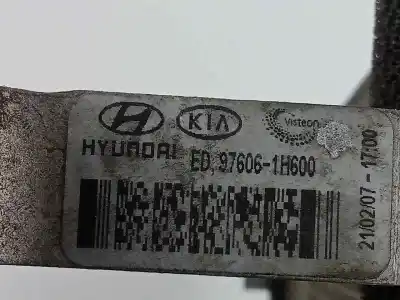 KIA
Visteon
HYUNDAI ED, 97606-1H600
21/02/07 - 17:00